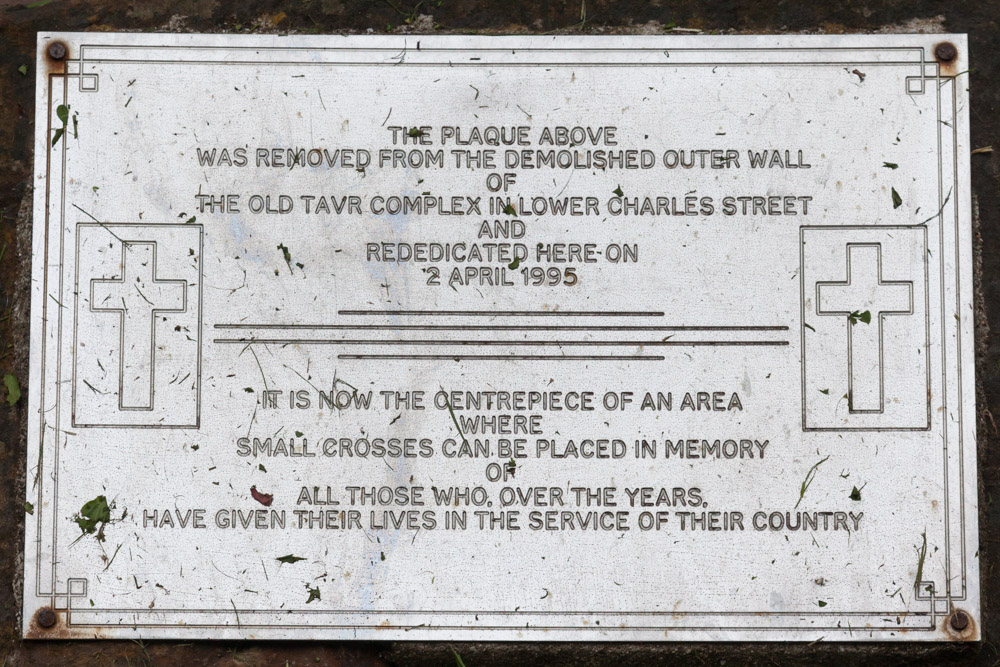 THE PLAQUE ABOVE
WAS REMOVED FROM THE DEMOLISHED OUTER WALL
OF
THE OLD TAVR COMPLEX IN LOWER CHARLES STREET
AND
REDEDICATED HERE ON
2 APRIL 1995
IT IS NOW THE CENTREPIECE OF AN AREA
WHERE
SMALL CROSSES CAN BE PLACED IN MEMORY
OF
ALL THOSE WHO, OVER THE YEARS,
HAVE GIVEN THEIR LIVES IN THE SERVICE OF THEIR COUNTRY